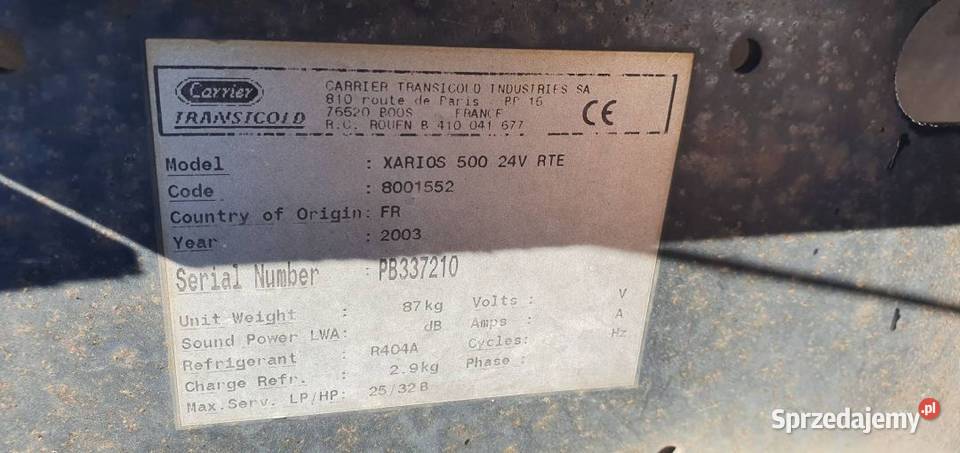 Carrier
TRANSICOLD
CARRIER TRANSICOLD INDUSTRIES SA
810 route de Paris BP 16
76520 BOOS FRANCE
R.C. ROUEN B 410 041 677
CE
Model : XARIOS 500 24V RTE
Code : 8001552
Country of Origin: FR
Year : 2003
Serial Number : PB337210
Unit Weight : 87kg Volts : V
Sound Power LWA: dB Amps : A
Refrigerant : R404A Cycles: Hz
Charge Refr. : 2.9kg Phase :
Max.Serv. LP/HP: 25/32B
Sprzedajemy.pl